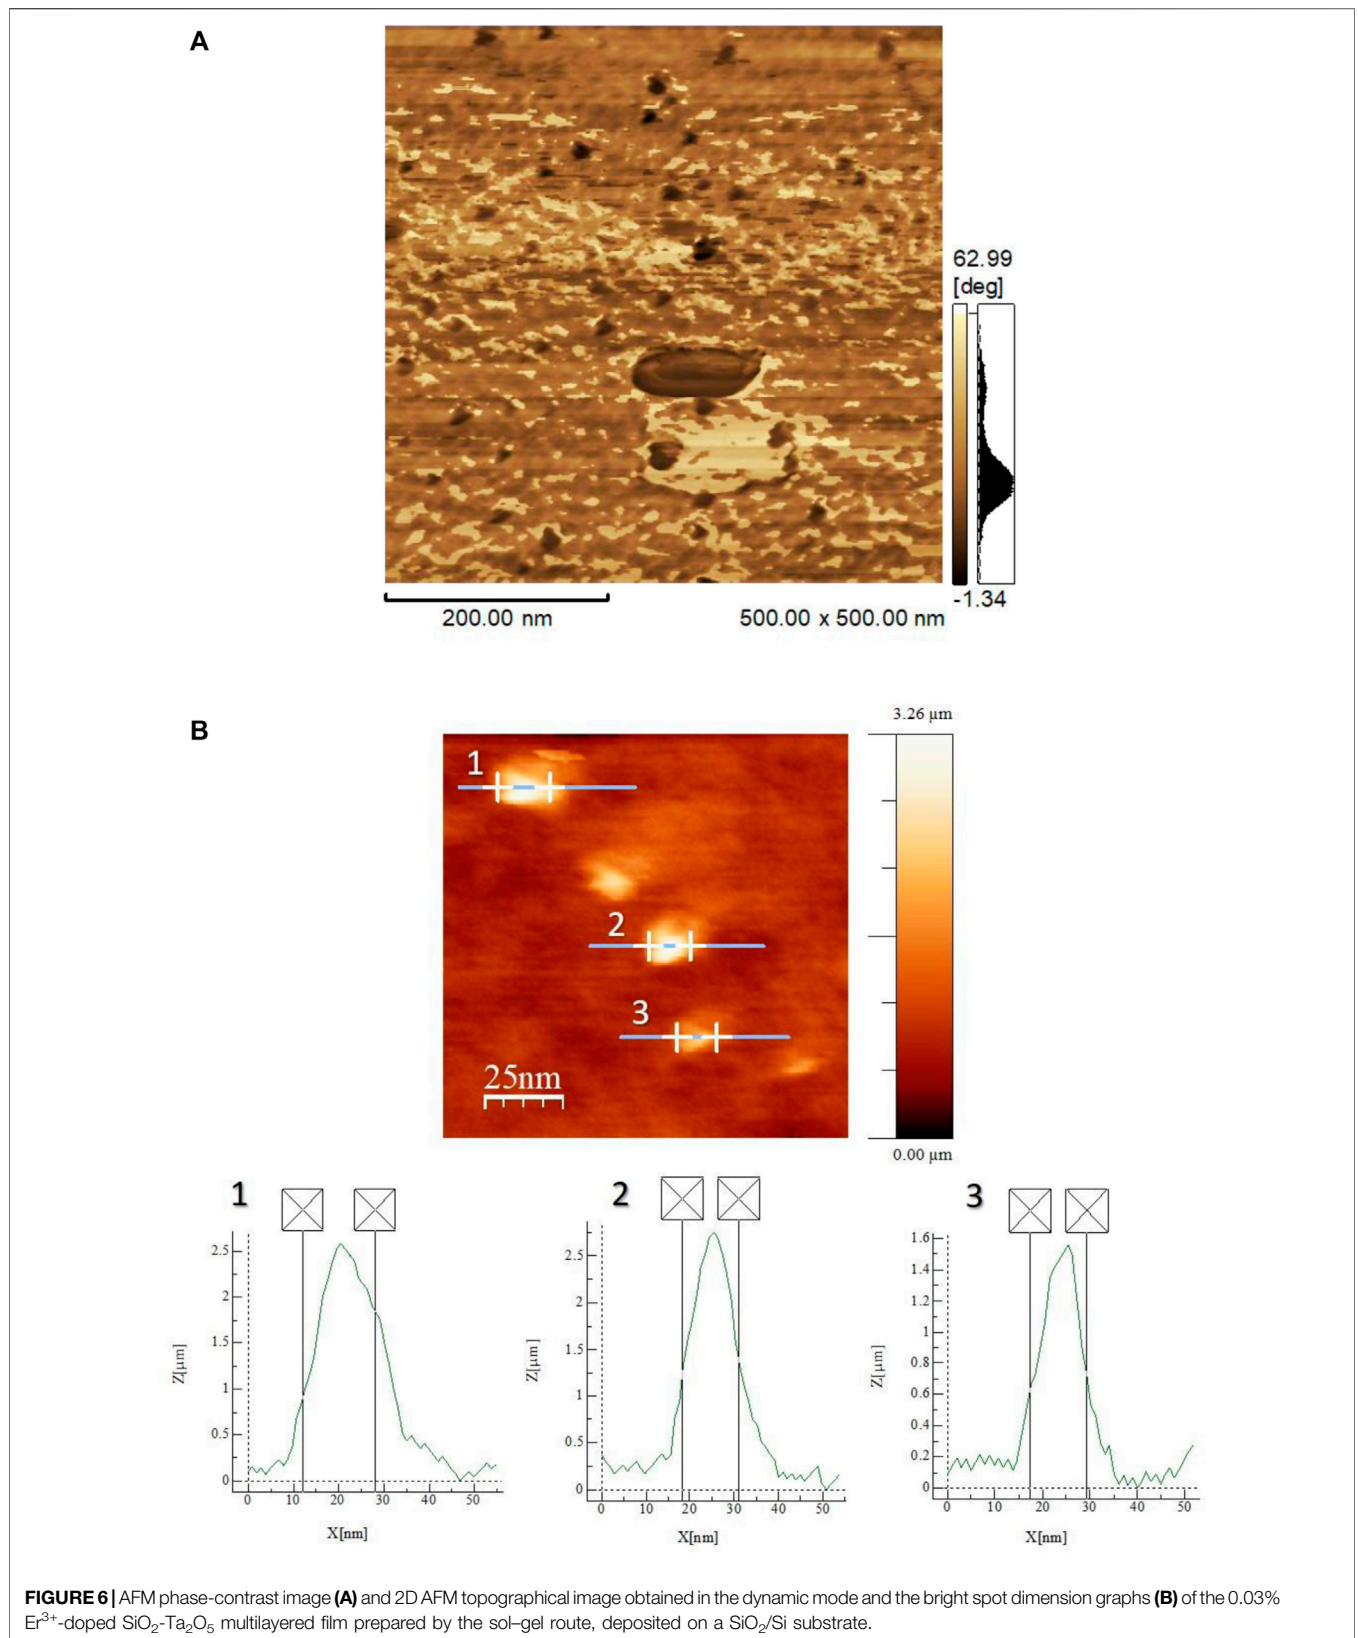 A
62.99
[deg]
-1.34
200.00 nm
500.00 x 500.00 nm
B
3.26 µm
1
2
3
25nm
0.00 µm
1
2
3
2.5
2
1.5
1
0.5
0
Z[µm]
0 10 20 30 40 50
X[nm]
2.5
2
1.5
1
0.5
0
Z[µm]
0 10 20 30 40 50
X[nm]
1.6
1.4
1.2
1
0.8
0.6
0.4
0.2
0
Z[µm]
0 10 20 30 40 50
X[nm]
FIGURE 6 | AFM phase-contrast image (A) and 2D AFM topographical image obtained in the dynamic mode and the bright spot dimension graphs (B) of the 0.03%
Er³⁺-doped SiO₂-Ta₂O₅ multilayered film prepared by the sol–gel route, deposited on a SiO₂/Si substrate.